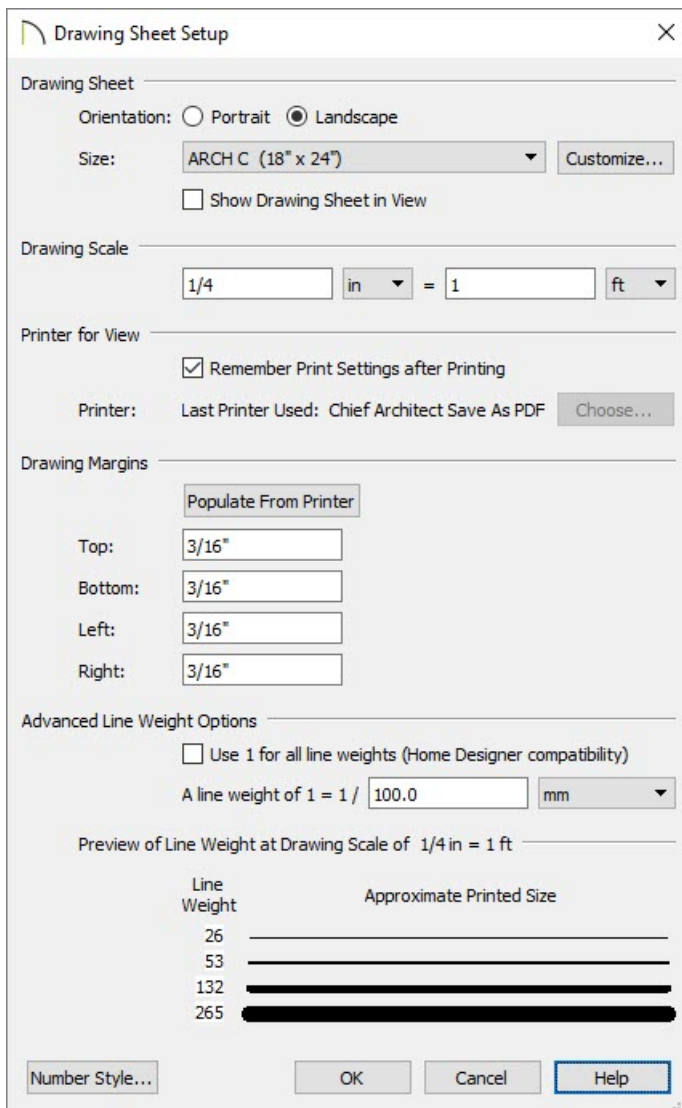 Drawing Sheet Setup
Drawing Sheet
Orientation: Portrait Landscape
Size: ARCH C (18" x 24") Customize...
Show Drawing Sheet in View
Drawing Scale
1/4 in = 1 ft
Printer for View
Remember Print Settings after Printing
Printer: Last Printer Used: Chief Architect Save As PDF Choose...
Drawing Margins
Populate From Printer
Top: 3/16"
Bottom: 3/16"
Left: 3/16"
Right: 3/16"
Advanced Line Weight Options
Use 1 for all line weights (Home Designer compatibility)
A line weight of 1 = 1 / 100.0 mm
Preview of Line Weight at Drawing Scale of 1/4 in = 1 ft
Line
Weight Approximate Printed Size
26
53
132
265
Number Style... OK Cancel Help